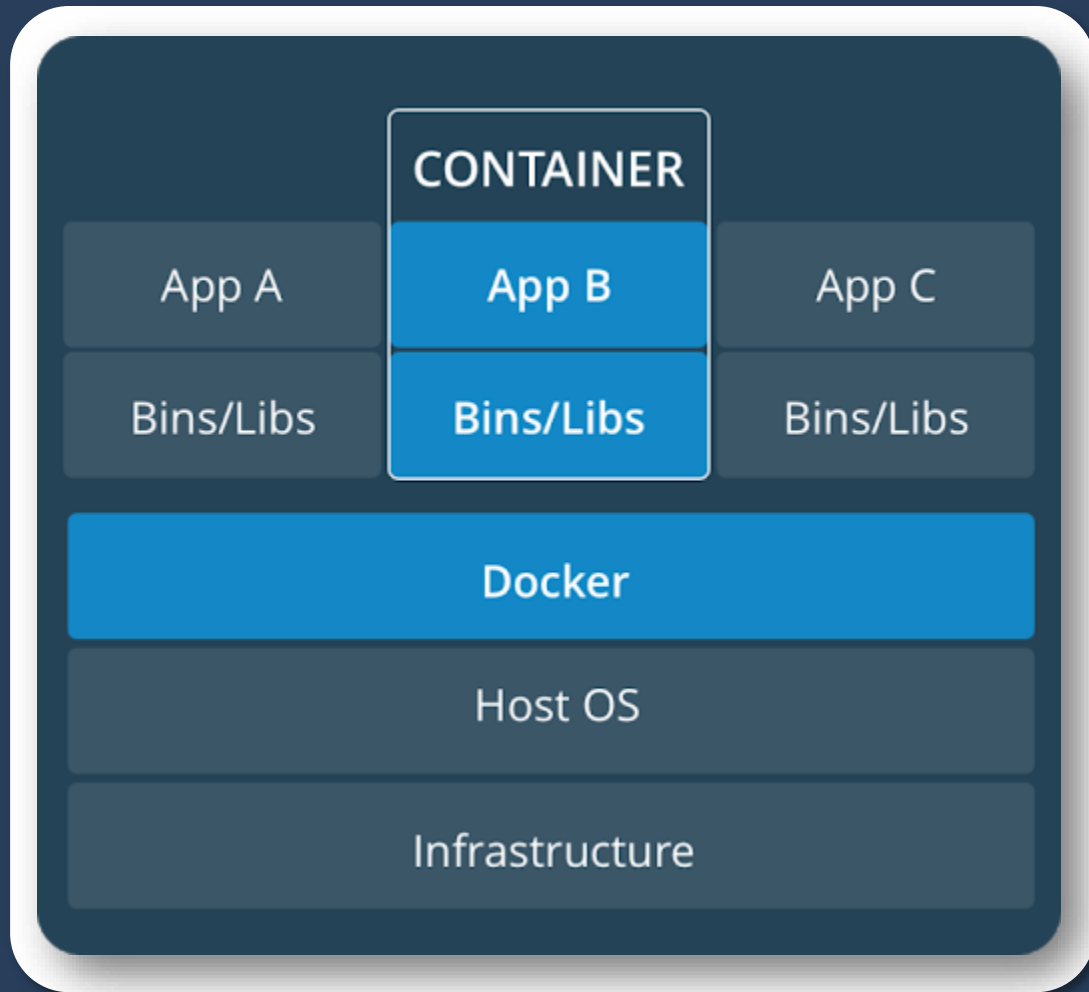 CONTAINER
App A
App B
App C
Bins/Libs
Bins/Libs
Bins/Libs
Docker
Host OS
Infrastructure